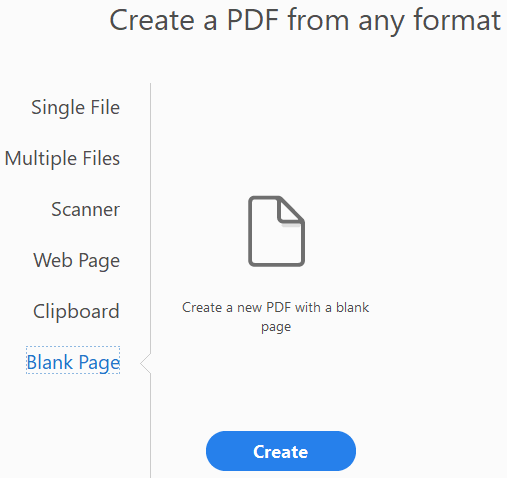 Create a PDF from any format
Single File
Multiple Files
Scanner
Web Page
Clipboard
Blank Page
Create a new PDF with a blank
page
Create